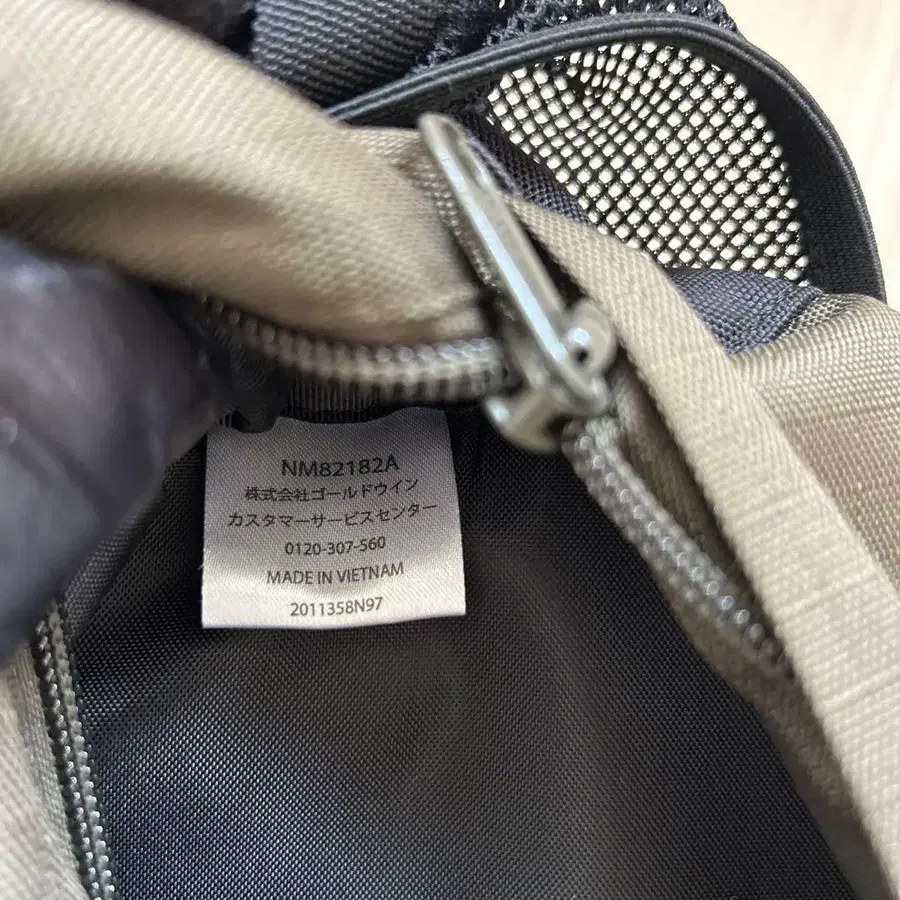 NM82182A
株式会社ゴールドウイン
カスタマーサービスセンター
0120-307-560
MADE IN VIETNAM
2011358N97